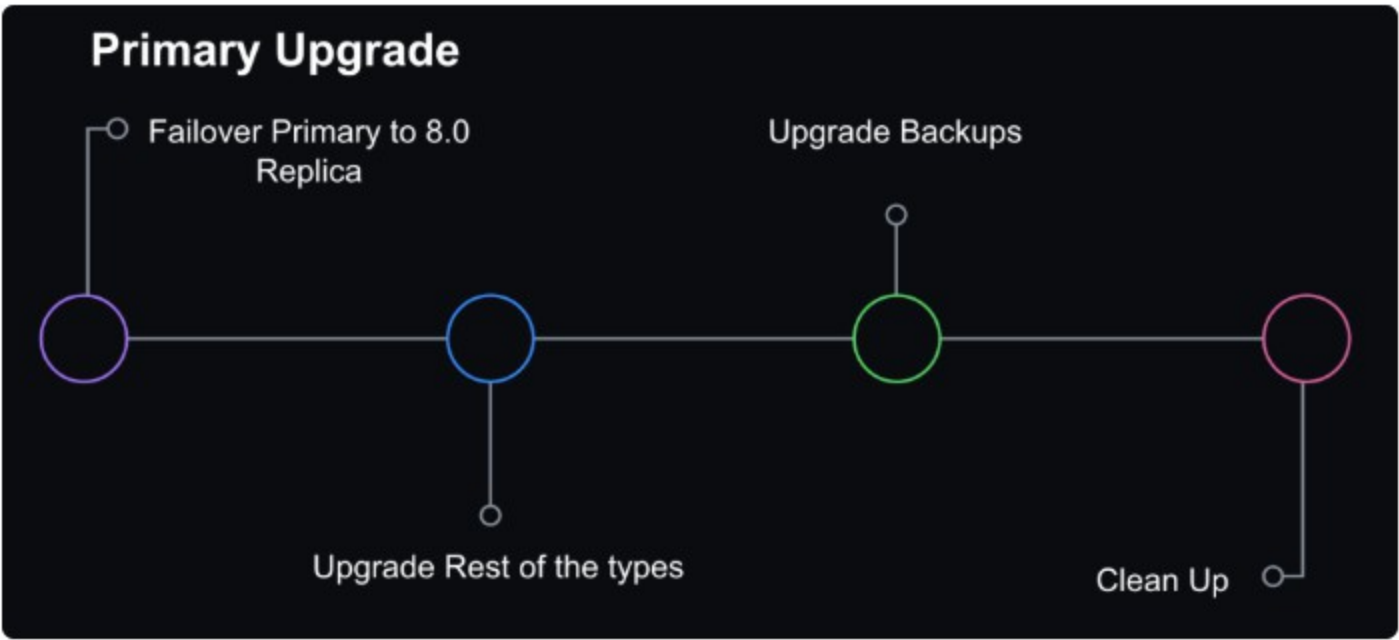 Primary Upgrade
Failover Primary to 8.0
Replica
Upgrade Backups
Upgrade Rest of the types
Clean Up